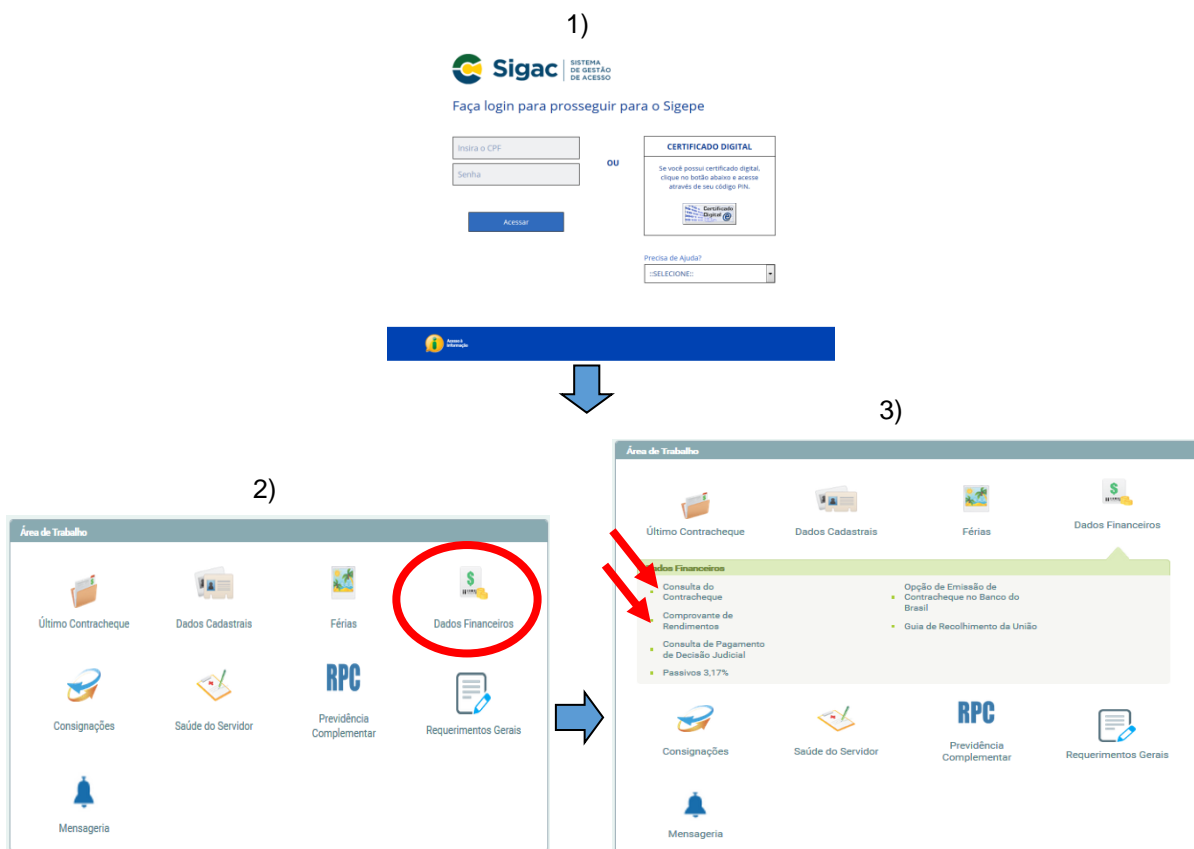 1)
Sigac
SISTEMA
DE GESTÃO
DE ACESSO
Faça login para prosseguir para o Sigepe
Insira o CPF
Senha
Acessar
OU
CERTIFICADO DIGITAL
Se você possui certificado digital,
clique no botão abaixo e acesse
através de seu código PIN.
Certificado
Digital
Precisa de Ajuda?
::SELECIONE::
Acesso à
Informação
2)
Área de Trabalho
Último Contracheque
Dados Cadastrais
Férias
Dados Financeiros
Consignações
Saúde do Servidor
RPC
Previdência
Complementar
Requerimentos Gerais
Mensageria
3)
Área de Trabalho
Último Contracheque
Dados Cadastrais
Férias
Dados Financeiros
Dados Financeiros
Consulta do
Contracheque
Comprovante de
Rendimentos
Consulta de Pagamento
de Decisão Judicial
Passivos 3,17%
Opção de Emissão de
Contracheque no Banco do
Brasil
Guia de Recolhimento da União
Consignações
Saúde do Servidor
RPC
Previdência
Complementar
Requerimentos Gerais
Mensageria